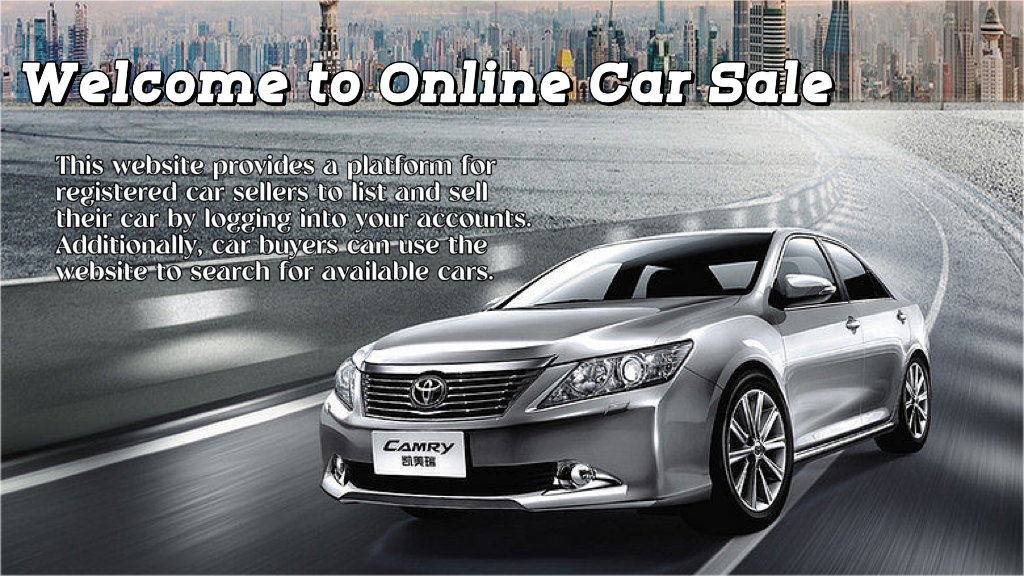 Welcome to Online Car Sale
This website provides a platform for
registered car sellers to list and sell
their car by logging into your accounts.
Additionally, car buyers can use the
website to search for available cars.
CAMRY
凯美瑞